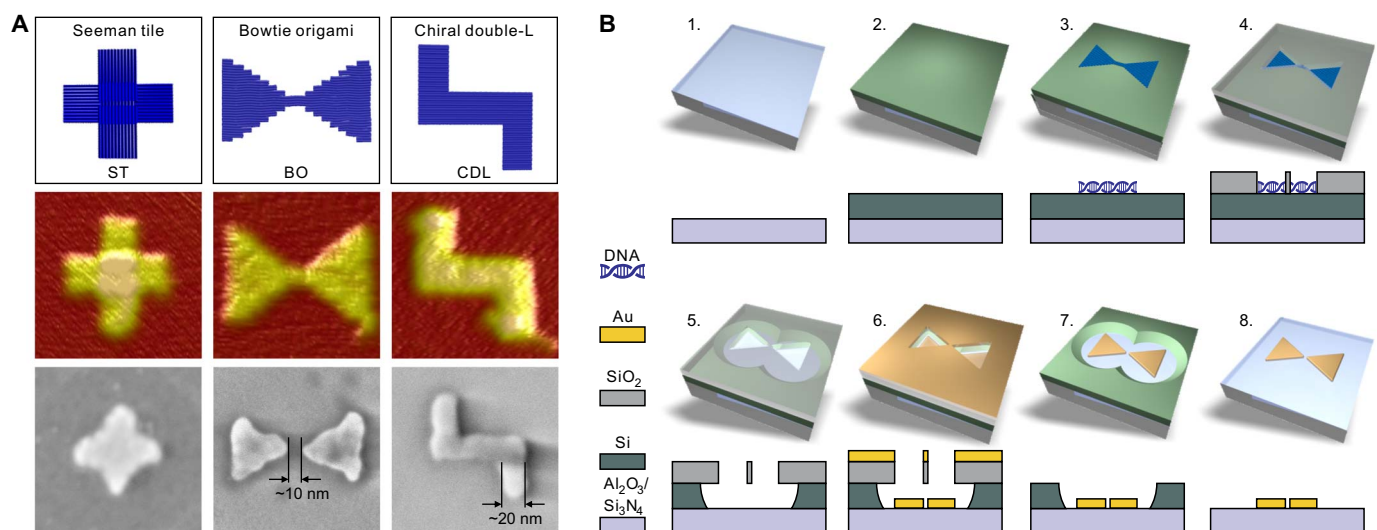 A
Seeman tile
ST
Bowtie origami
BO
Chiral double-L
CDL
~10 nm
~20 nm
B
1.
2.
3.
4.
DNA
Au
SiO₂
Si
Al₂O₃/
Si₃N₄
5.
6.
7.
8.